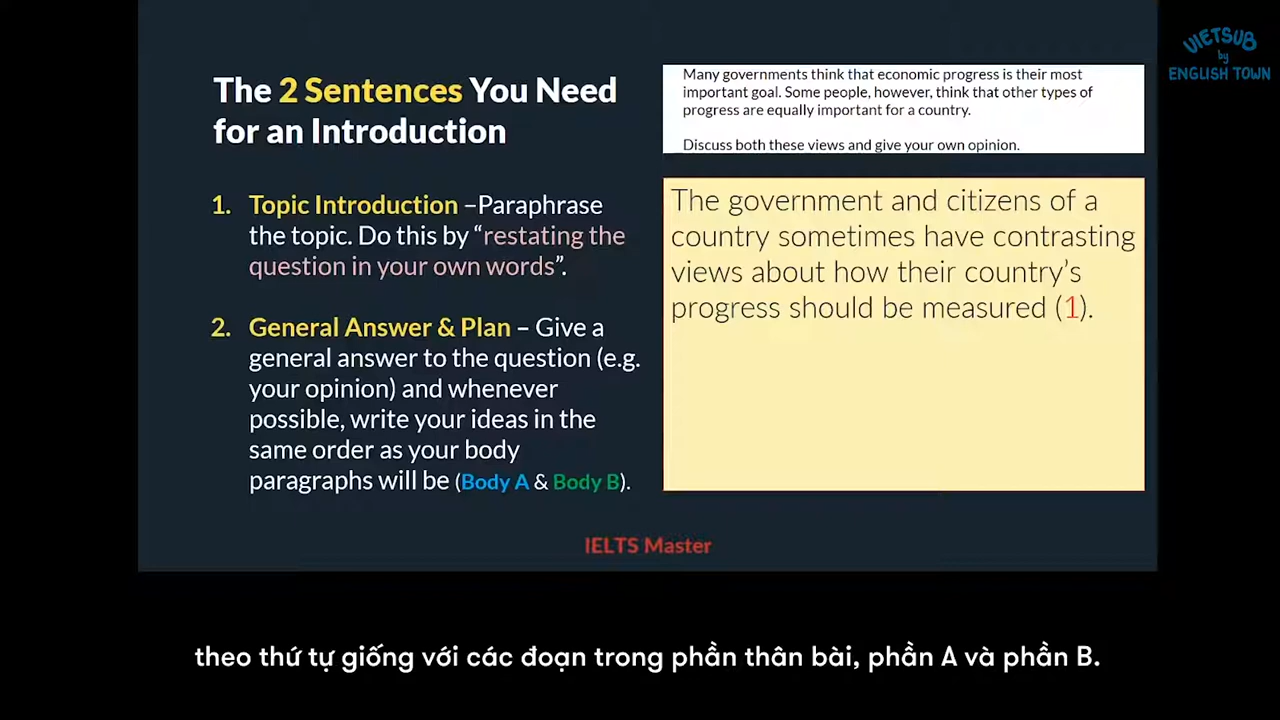 The 2 Sentences You Need
for an Introduction
1. Topic Introduction –Paraphrase
the topic. Do this by “restating the
question in your own words”.
2. General Answer & Plan – Give a
general answer to the question (e.g.
your opinion) and whenever
possible, write your ideas in the
same order as your body
paragraphs will be (Body A & Body B).
Many governments think that economic progress is their most
important goal. Some people, however, think that other types of
progress are equally important for a country.
Discuss both these views and give your own opinion.
The government and citizens of a
country sometimes have contrasting
views about how their country’s
progress should be measured (1).
IELTS Master
VIETSUB
by
ENGLISH TOWN
theo thứ tự giống với các đoạn trong phần thân bài, phần A và phần B.